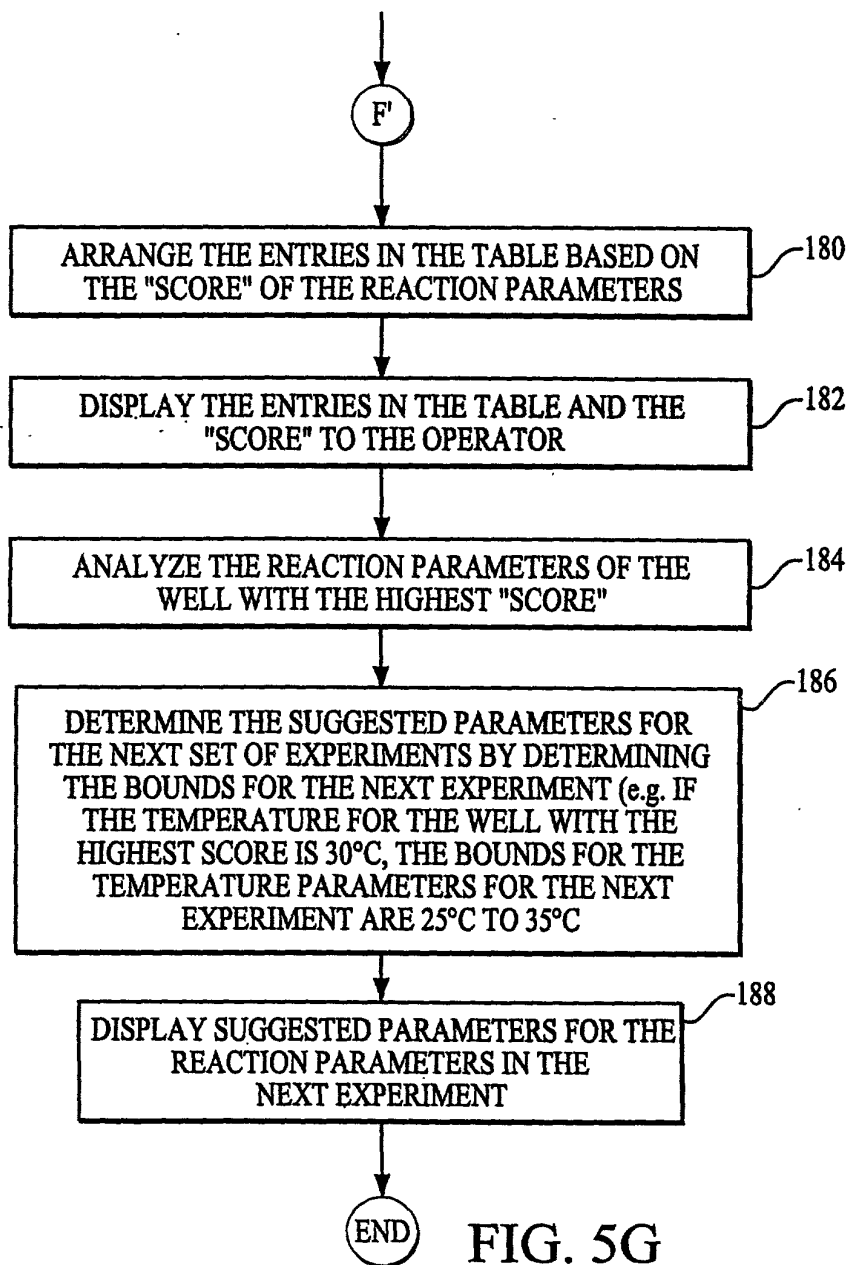 F'
ARRANGE THE ENTRIES IN THE TABLE BASED ON
THE "SCORE" OF THE REACTION PARAMETERS
180
DISPLAY THE ENTRIES IN THE TABLE AND THE
"SCORE" TO THE OPERATOR
182
ANALYZE THE REACTION PARAMETERS OF THE
WELL WITH THE HIGHEST "SCORE"
184
186
DETERMINE THE SUGGESTED PARAMETERS FOR
THE NEXT SET OF EXPERIMENTS BY DETERMINING
THE BOUNDS FOR THE NEXT EXPERIMENT (e.g. IF
THE TEMPERATURE FOR THE WELL WITH THE
HIGHEST SCORE IS 30°C, THE BOUNDS FOR THE
TEMPERATURE PARAMETERS FOR THE NEXT
EXPERIMENT ARE 25°C TO 35°C
188
DISPLAY SUGGESTED PARAMETERS FOR THE
REACTION PARAMETERS IN THE
NEXT EXPERIMENT
END
FIG. 5G